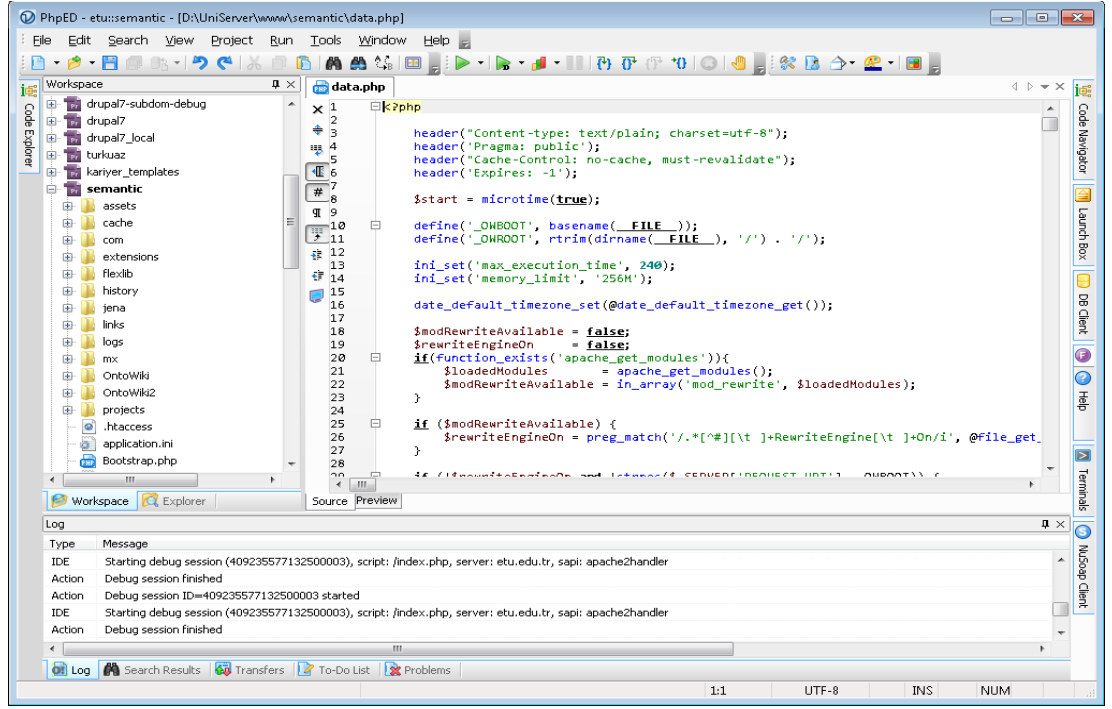 PhpED - etu::semantic - [D:\UniServer\www\semantic\data.php]
File Edit Search View Project Run Tools Window Help
Workspace
data.php
drupal7-subdom-debug
drupal7
drupal7_local
turkuaz
kariyer_templates
semantic
assets
cache
com
extensions
flexlib
history
jena
links
logs
mx
OntoWiki
OntoWiki2
projects
.htaccess
application.ini
Bootstrap.php
Workspace Explorer
Code Explorer
1 <?php
2
3 header("Content-type: text/plain; charset=utf-8");
4 header('Pragma: public');
5 header("Cache-Control: no-cache, must-revalidate");
6 header('Expires: -1');
7
8 $start = microtime(true);
9
10 define('_OWBOOT', basename(__FILE__));
11 define('_OWROOT', rtrim(dirname(__FILE__), '/') . '/');
12
13 ini_set('max_execution_time', 240);
14 ini_set('memory_limit', '256M');
15
16 date_default_timezone_set(@date_default_timezone_get());
17
18 $modRewriteAvailable = false;
19 $rewriteEngineOn = false;
20 if(function_exists('apache_get_modules')){
21 $loadedModules = apache_get_modules();
22 $modRewriteAvailable = in_array('mod_rewrite', $loadedModules);
23 }
24
25 if ($modRewriteAvailable) {
26 $rewriteEngineOn = preg_match('/.*[^#][\t ]+RewriteEngine[\t ]+On/i', @file_get_
27 }
28
Source Preview
Code Navigator
Launch Box
DB Client
Help
Terminals
NuSoap Client
Log
Type Message
IDE Starting debug session (409235577132500003), script: /index.php, server: etu.edu.tr, sapi: apache2handler
Action Debug session finished
Action Debug session ID=409235577132500003 started
IDE Starting debug session (409235577132500003), script: /index.php, server: etu.edu.tr, sapi: apache2handler
Action Debug session finished
Log Search Results Transfers To-Do List Problems
1:1 UTF-8 INS NUM